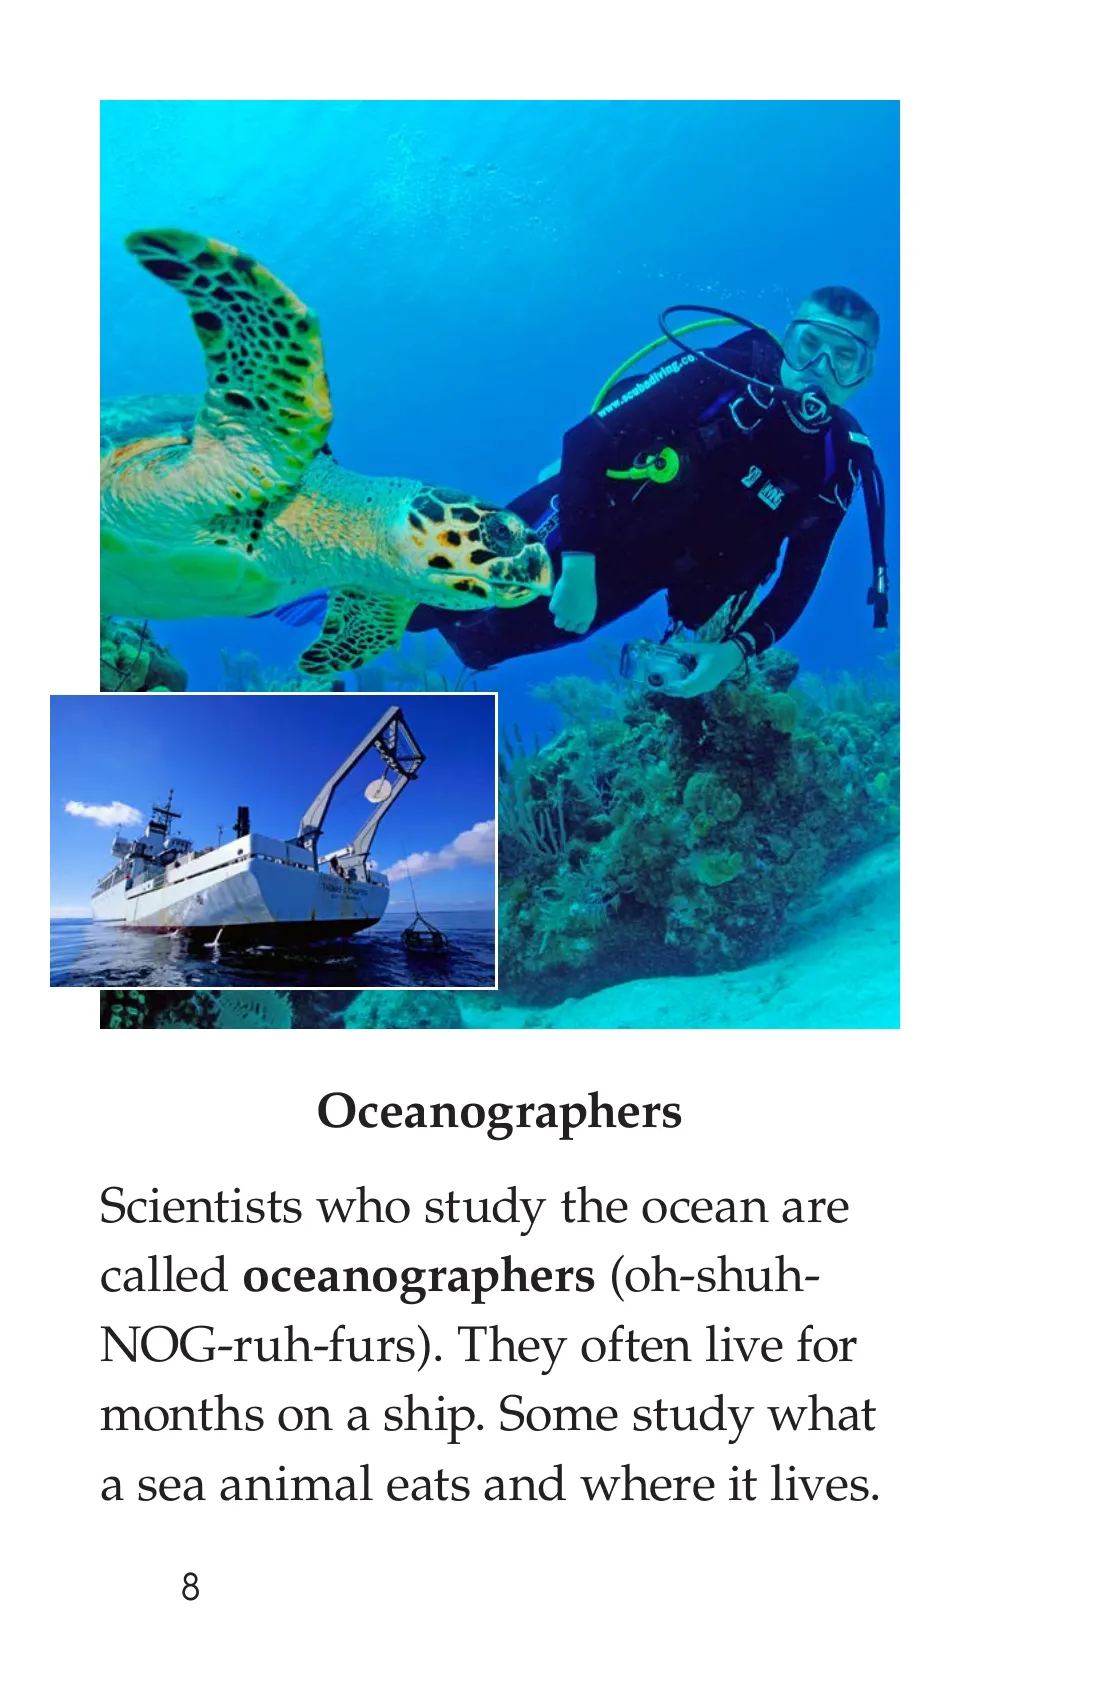 www.scubadiving.co
Oceanographers
Scientists who study the ocean are
called oceanographers (oh-shuh-
NOG-ruh-furs). They often live for
months on a ship. Some study what
a sea animal eats and where it lives.
8